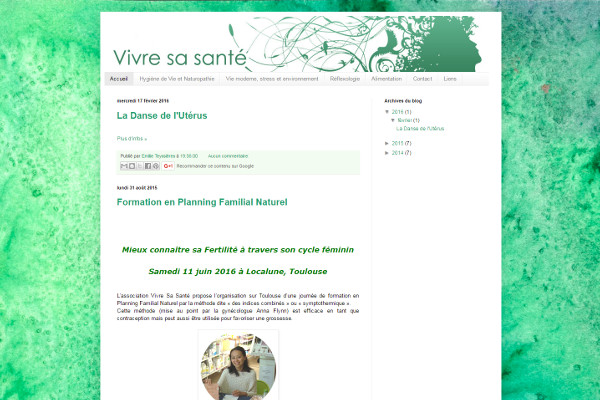 Vivre sa santé
Accueil Hygiène de Vie et Naturopathie Vie moderne, stress et environnement Réflexologie Alimentation Contact Liens
mercredi 17 février 2016
La Danse de l'Utérus
Plus d'infos »
Publié par Emilie Teyssèdre à 10:30:00 Aucun commentaire:
Recommander ce contenu sur Google
lundi 31 août 2015
Formation en Planning Familial Naturel
Mieux connaitre sa Fertilité à travers son cycle féminin
Samedi 11 juin 2016 à Localune, Toulouse
L'association Vivre Sa Santé propose l'organisation sur Toulouse d'une journée de formation en
Planning Familial Naturel par la méthode dite « des indices combinés » ou « symptothermique »
Cette méthode (mise au point par la gynécologue Anna Flynn) est efficace en tant que
contraception mais peut aussi être utilisée pour favoriser une grossesse.
Archives du blog
▼ 2016 (1)
▼ février (1)
La Danse de l'Utérus
► 2015 (7)
► 2014 (7)